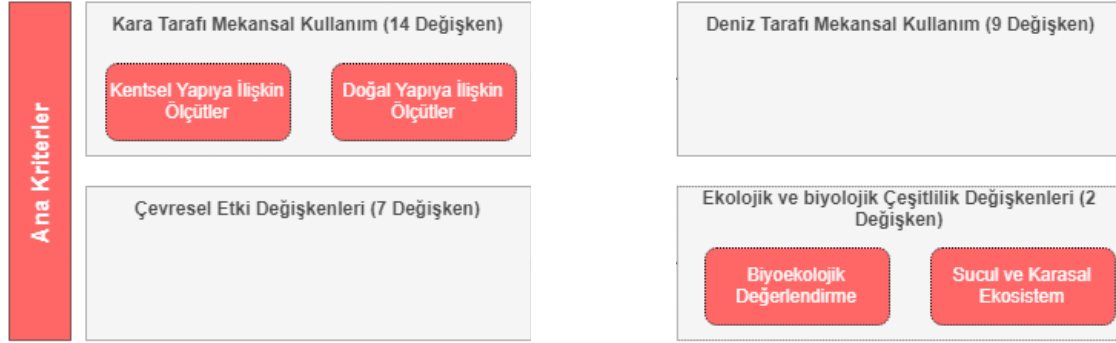 Ana Kriterler
Kara Tarafı Mekansal Kullanım (14 Değişken)
Kentsel Yapıya İlişkin
Ölçütler
Doğal Yapıya İlişkin
Ölçütler
Deniz Tarafı Mekansal Kullanım (9 Değişken)
Çevresel Etki Değişkenleri (7 Değişken)
Ekolojik ve biyolojik Çeşitlilik Değişkenleri (2
Değişken)
Biyoekolojik
Değerlendirme
Sucul ve Karasal
Ekosistem